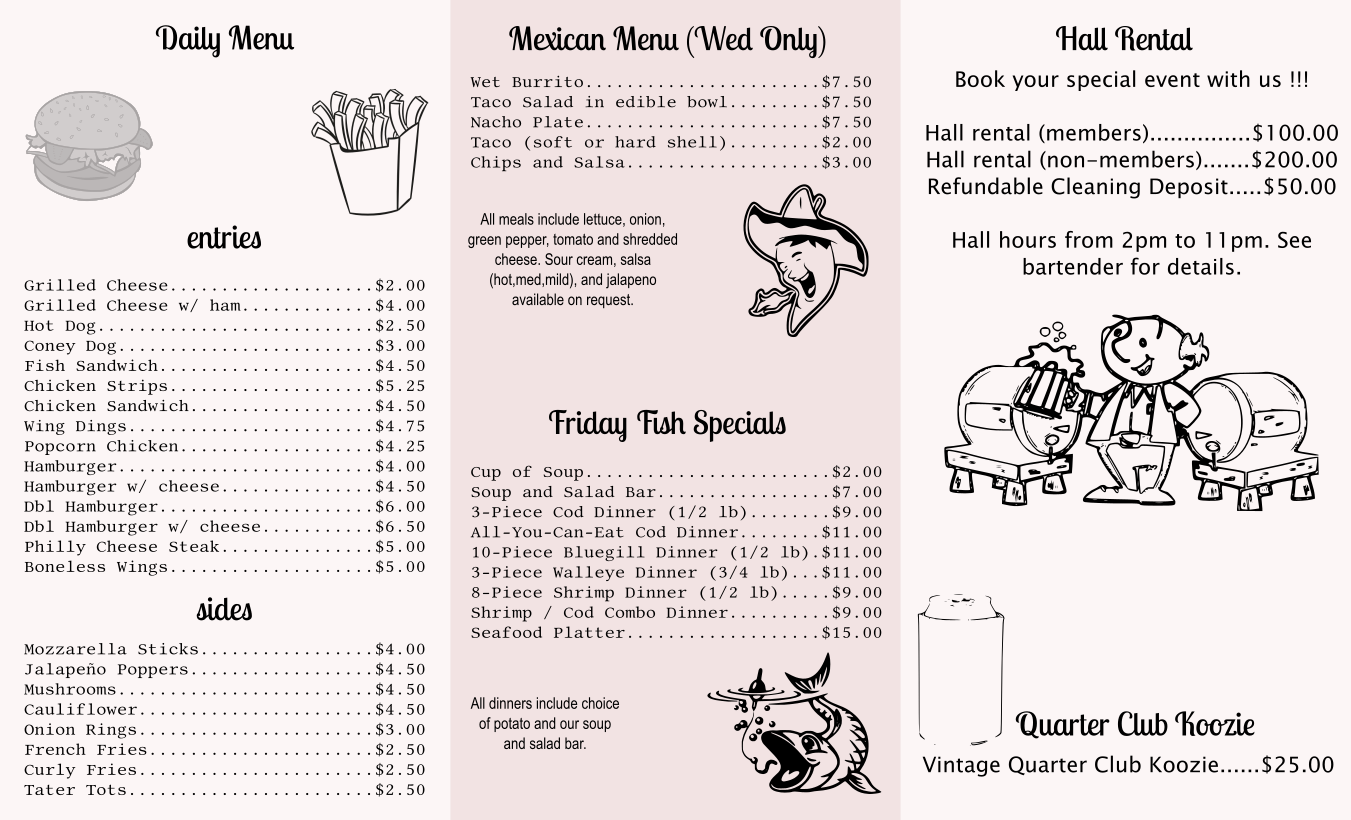 Daily Menu
entries
Grilled Cheese....................$2.00
Grilled Cheese w/ ham.............$4.00
Hot Dog...........................$2.50
Coney Dog.........................$3.00
Fish Sandwich.....................$4.50
Chicken Strips....................$5.25
Chicken Sandwich..................$4.50
Wing Dings........................$4.75
Popcorn Chicken...................$4.25
Hamburger.........................$4.00
Hamburger w/ cheese...............$4.50
Dbl Hamburger.....................$6.00
Dbl Hamburger w/ cheese...........$6.50
Philly Cheese Steak...............$5.00
Boneless Wings....................$5.00
sides
Mozzarella Sticks.................$4.00
Jalapeño Poppers..................$4.50
Mushrooms.........................$4.50
Cauliflower.......................$4.50
Onion Rings.......................$3.00
French Fries......................$2.50
Curly Fries.......................$2.50
Tater Tots........................$2.50
Mexican Menu (Wed Only)
Wet Burrito.......................$7.50
Taco Salad in edible bowl.........$7.50
Nacho Plate.......................$7.50
Taco (soft or hard shell).........$2.00
Chips and Salsa...................$3.00
All meals include lettuce, onion,
green pepper, tomato and shredded
cheese. Sour cream, salsa
(hot,med,mild), and jalapeno
available on request.
Friday Fish Specials
Cup of Soup.......................$2.00
Soup and Salad Bar................$7.00
3-Piece Cod Dinner (1/2 lb).......$9.00
All-You-Can-Eat Cod Dinner........$11.00
10-Piece Bluegill Dinner (1/2 lb).$11.00
3-Piece Walleye Dinner (3/4 lb)...$11.00
8-Piece Shrimp Dinner (1/2 lb).....$9.00
Shrimp / Cod Combo Dinner..........$9.00
Seafood Platter...................$15.00
All dinners include choice
of potato and our soup
and salad bar.
Hall Rental
Book your special event with us !!!
Hall rental (members)...............$100.00
Hall rental (non-members).......$200.00
Refundable Cleaning Deposit.....$50.00
Hall hours from 2pm to 11pm. See
bartender for details.
Quarter Club Koozie
Vintage Quarter Club Koozie......$25.00